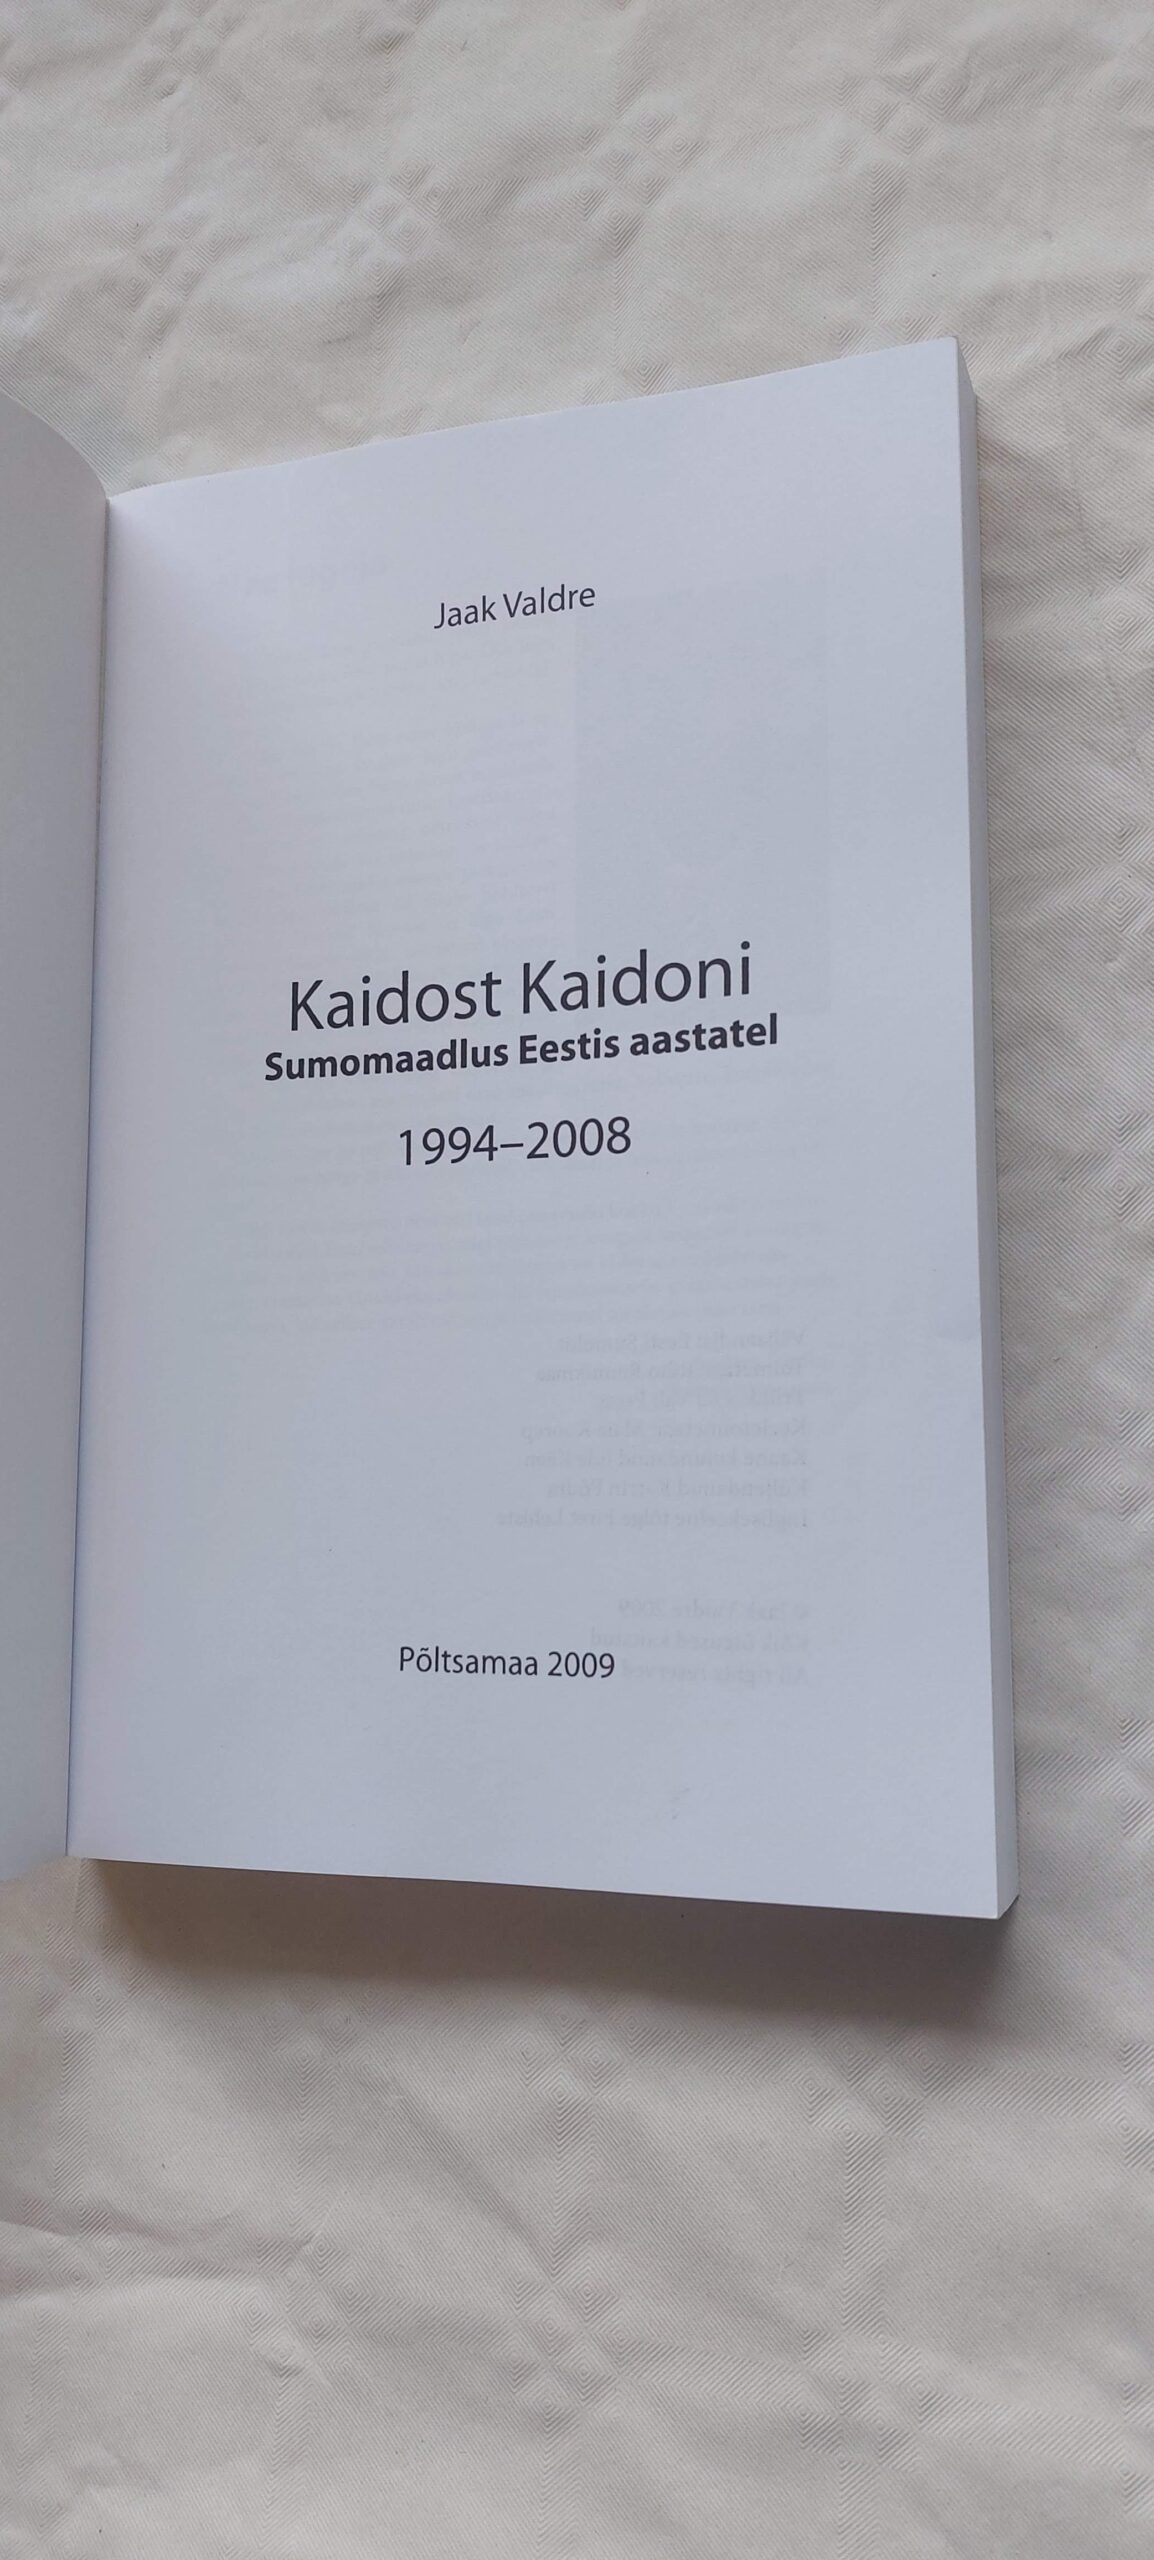 Jaak Valdre
Kaidost Kaidoni
Sumomaadlus Eestis aastatel
1994–2008
Põltsamaa 2009